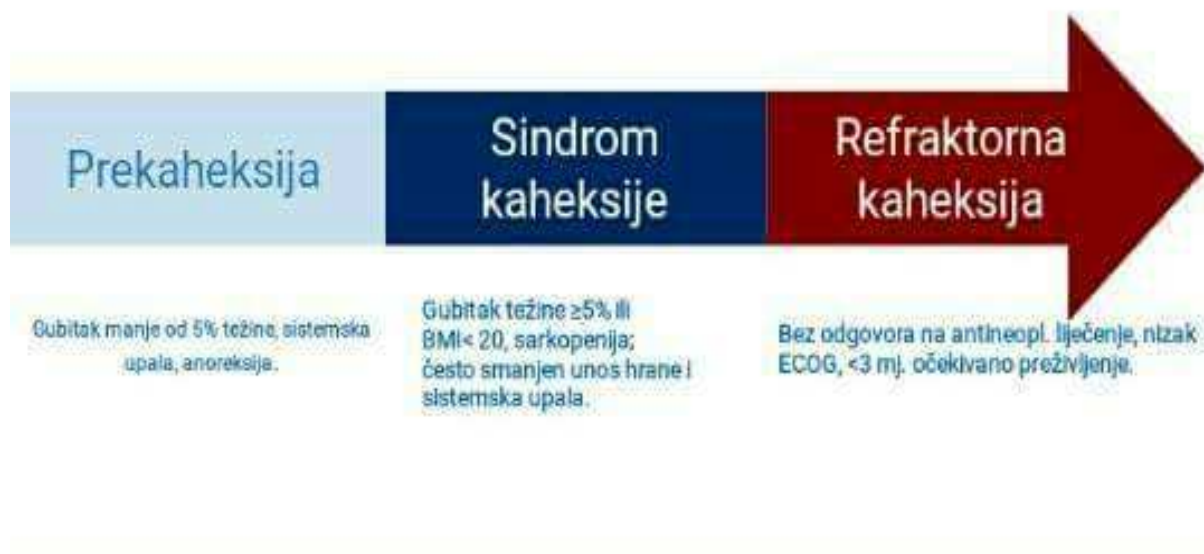 Prekaheksija
Sindrom
kaheksije
Refraktorna
kaheksija
Gubitak manje od 5% težine, sistemska
upala, anoreksija.
Gubitak težine ≥5% ili
BMI< 20, sarkopenija;
često smanjen unos hrane i
sistemska upala.
Bez odgovora na antineopl. liječenje, nizak
ECOG, <3 mj. očekivano preživljenje.